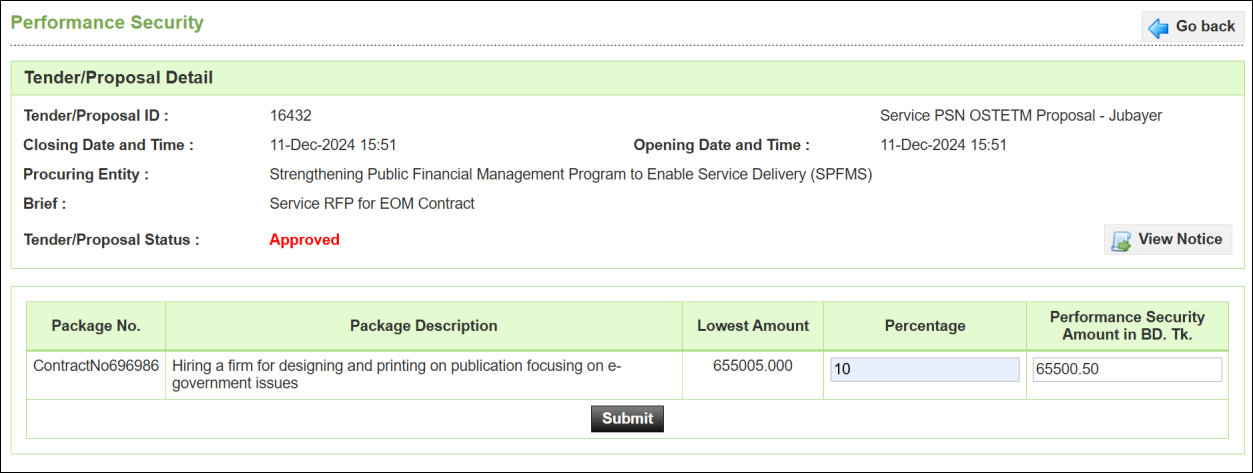 Performance Security
Go back
Tender/Proposal Detail
Tender/Proposal ID : 16432 Service PSN OSTETM Proposal - Jubayer
Closing Date and Time : 11-Dec-2024 15:51 Opening Date and Time : 11-Dec-2024 15:51
Procuring Entity : Strengthening Public Financial Management Program to Enable Service Delivery (SPFMS)
Brief : Service RFP for EOM Contract
Tender/Proposal Status : Approved View Notice
Package No. Package Description Lowest Amount Percentage Performance Security
Amount in BD. Tk.
ContractNo696986 Hiring a firm for designing and printing on publication focusing on e- 655005.000 10 65500.50
government issues
Submit